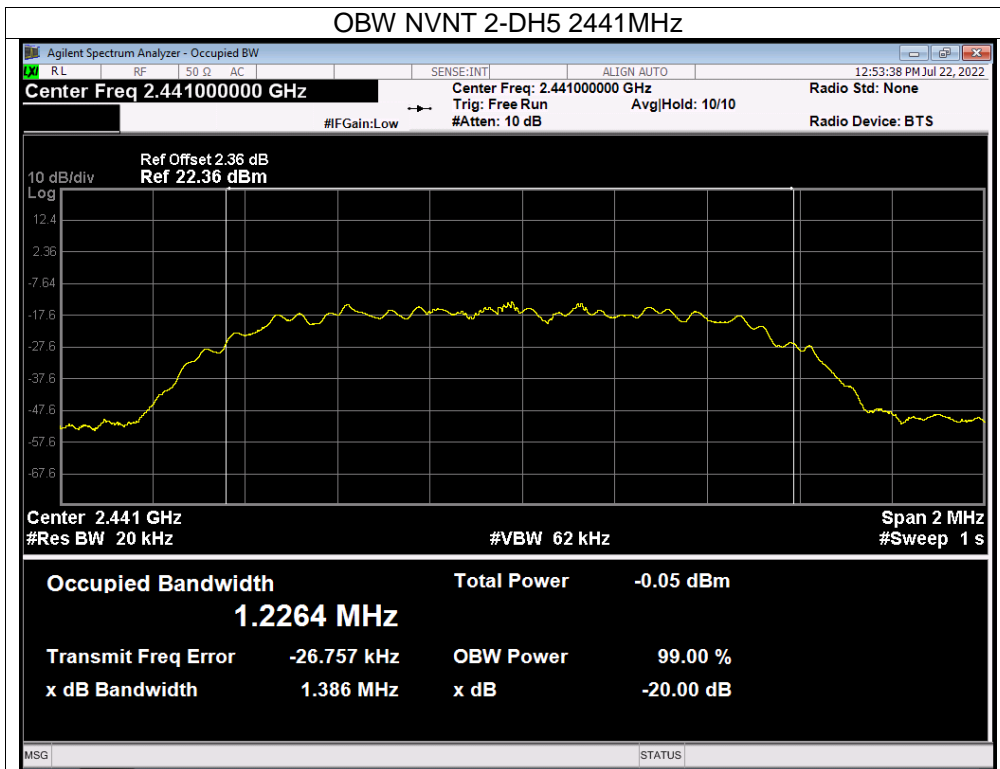 OBW NVNT 2-DH5 2441MHz
Agilent Spectrum Analyzer - Occupied BW
LXI RL RF 50 Ω AC SENSE:INT ALIGN AUTO 12:53:38 PM Jul 22, 2022
Center Freq 2.441000000 GHz Center Freq: 2.441000000 GHz Radio Std: None
Trig: Free Run Avg|Hold: 10/10
#IFGain:Low #Atten: 10 dB Radio Device: BTS
Ref Offset 2.36 dB
10 dB/div Ref 22.36 dBm
Log
12.4
2.36
-7.64
-17.6
-27.6
-37.6
-47.6
-57.6
-67.6
Center 2.441 GHz Span 2 MHz
#Res BW 20 kHz #VBW 62 kHz #Sweep 1 s
Occupied Bandwidth Total Power -0.05 dBm
1.2264 MHz
Transmit Freq Error -26.757 kHz OBW Power 99.00 %
x dB Bandwidth 1.386 MHz x dB -20.00 dB
MSG STATUS